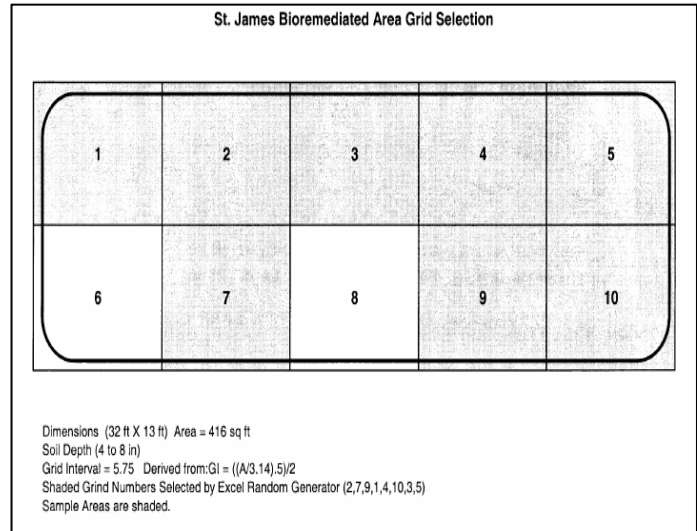 St. James Bioremediated Area Grid Selection
1 2 3 4 5
6 7 8 9 10
Dimensions (32 ft X 13 ft) Area = 416 sq ft
Soil Depth (4 to 8 in)
Grid Interval = 5.75 Derived from:GI = ((A/3.14).5)/2
Shaded Grind Numbers Selected by Excel Random Generator (2,7,9,1,4,10,3,5)
Sample Areas are shaded.